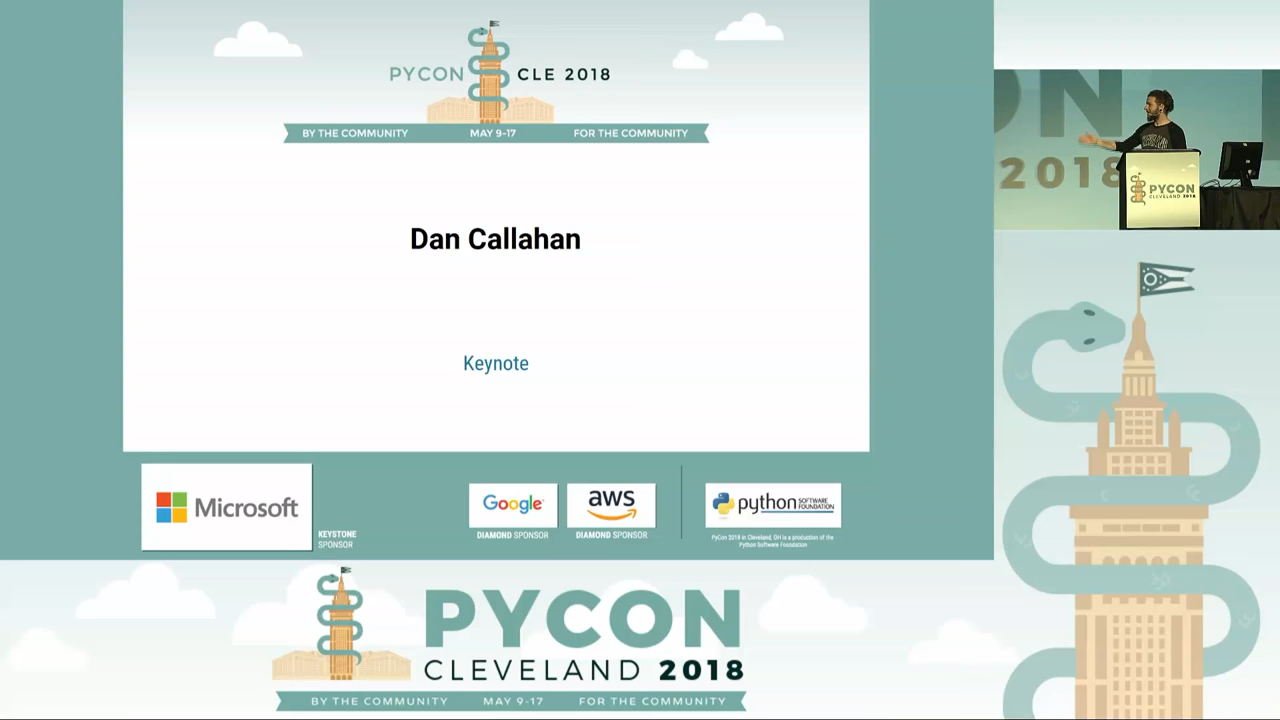 PYCON CLE 2018
BY THE COMMUNITY MAY 9-17 FOR THE COMMUNITY
Dan Callahan
Keynote
Microsoft
KEYSTONE
SPONSOR
Google
DIAMOND SPONSOR
aws
DIAMOND SPONSOR
python SOFTWARE
FOUNDATION
PyCon 2018 in Cleveland, OH is a production of the
Python Software Foundation
ON
2018
PYCON
CLEVELAND 2018
PYCON
CLEVELAND 2018
BY THE COMMUNITY MAY 9-17 FOR THE COMMUNITY